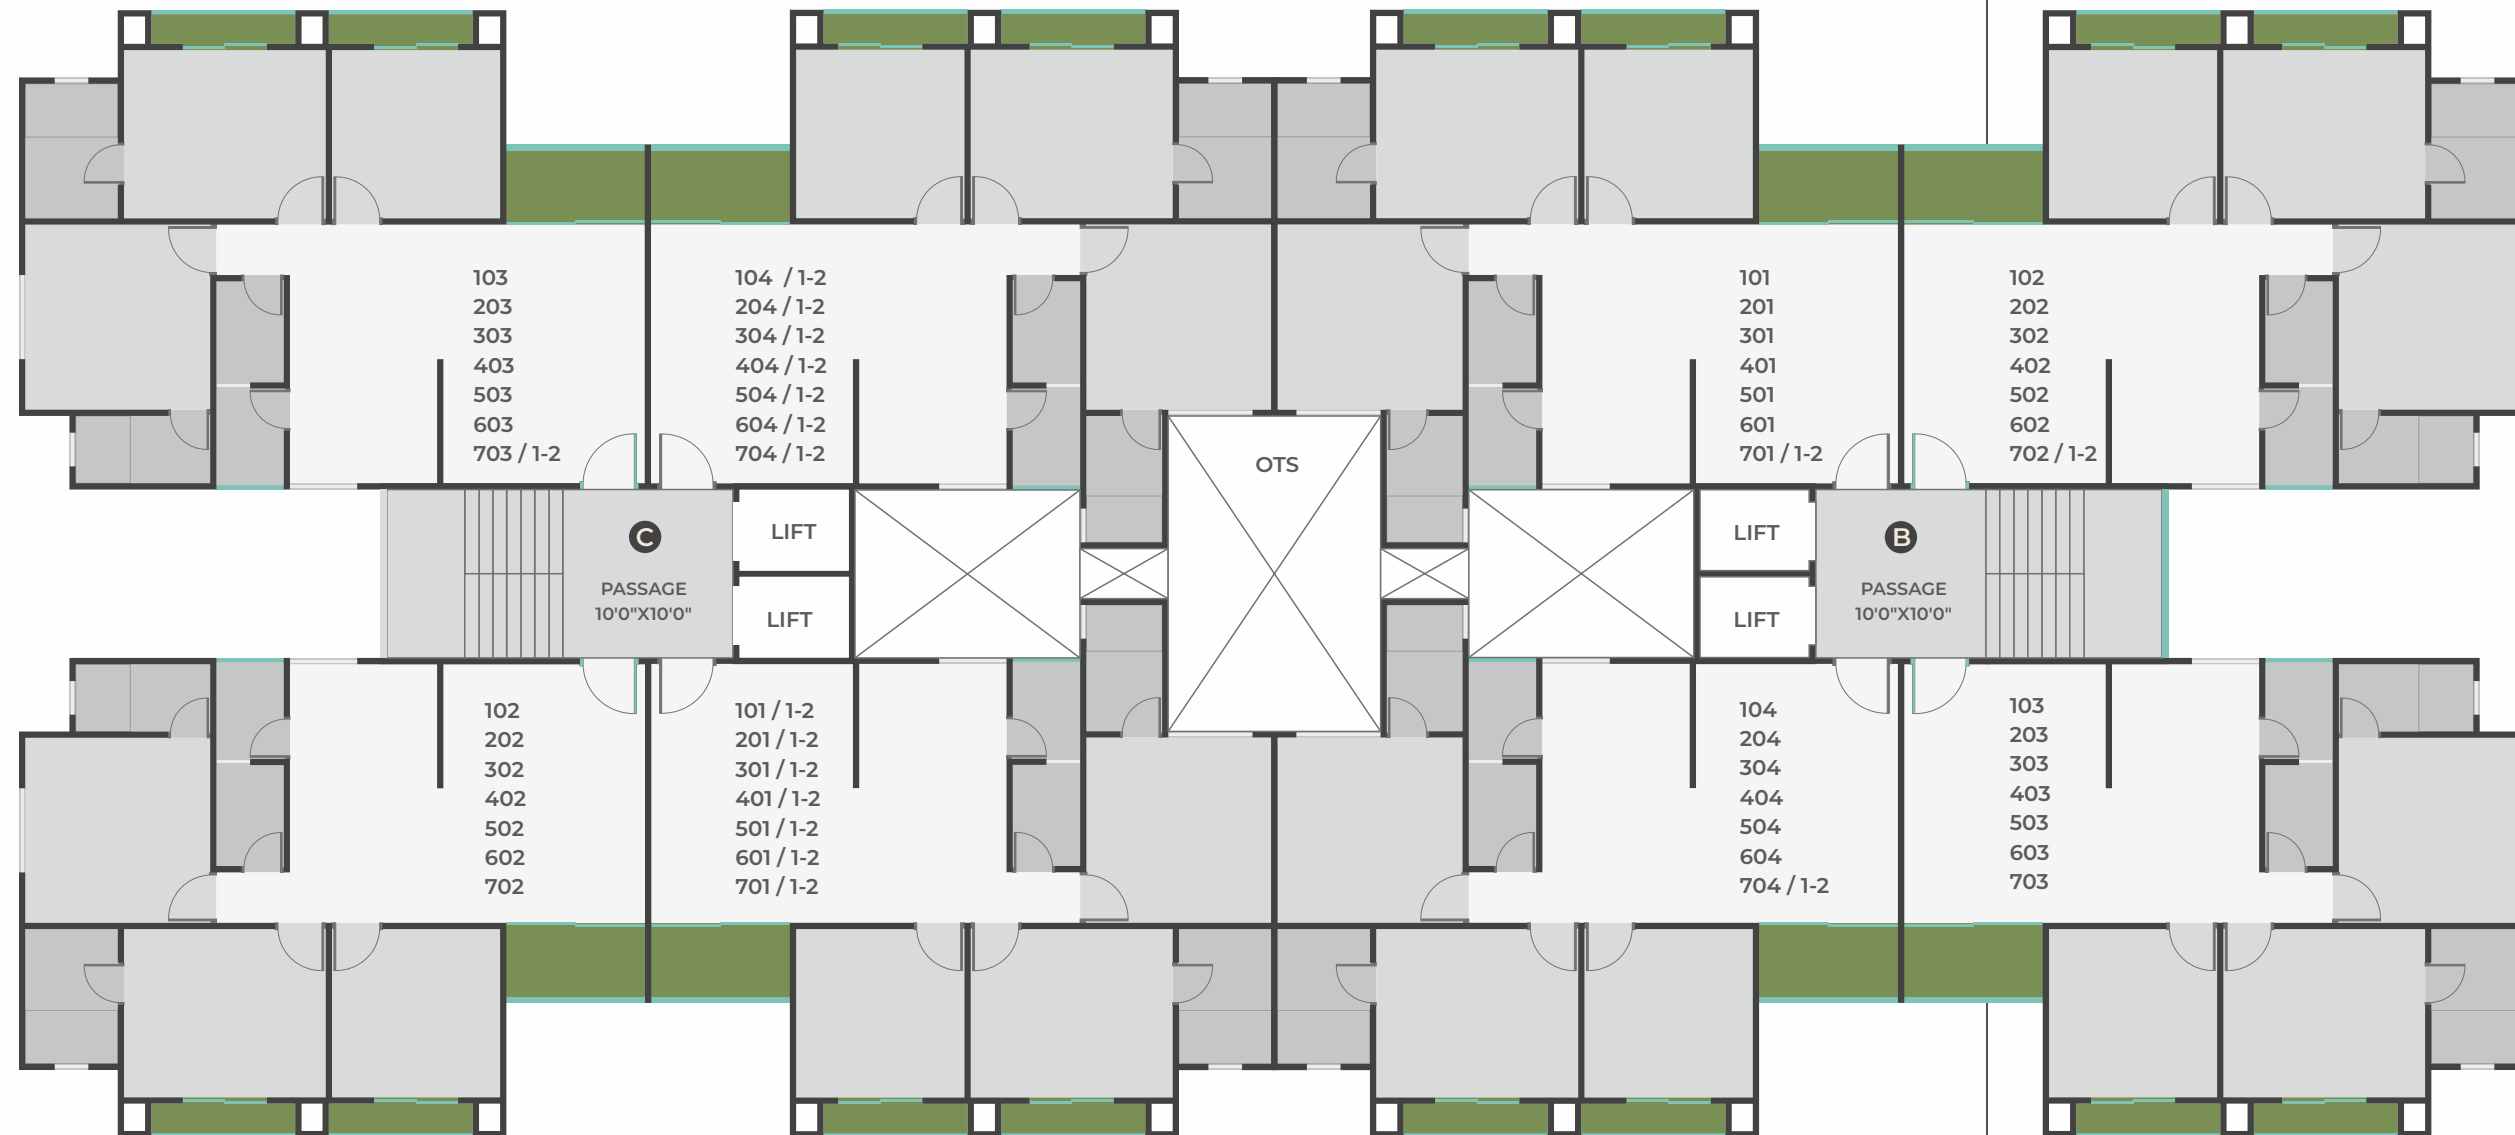 103
203
303
403
503
603
703 / 1-2
104 / 1-2
204 / 1-2
304 / 1-2
404 / 1-2
504 / 1-2
604 / 1-2
704 / 1-2
OTS
101
201
301
401
501
601
701 / 1-2
102
202
302
402
502
602
702 / 1-2
C
PASSAGE
10'0"X10'0"
LIFT
LIFT
LIFT
LIFT
B
PASSAGE
10'0"X10'0"
102
202
302
402
502
602
702
101 / 1-2
201 / 1-2
301 / 1-2
401 / 1-2
501 / 1-2
601 / 1-2
701 / 1-2
104
204
304
404
504
604
704 / 1-2
103
203
303
403
503
603
703